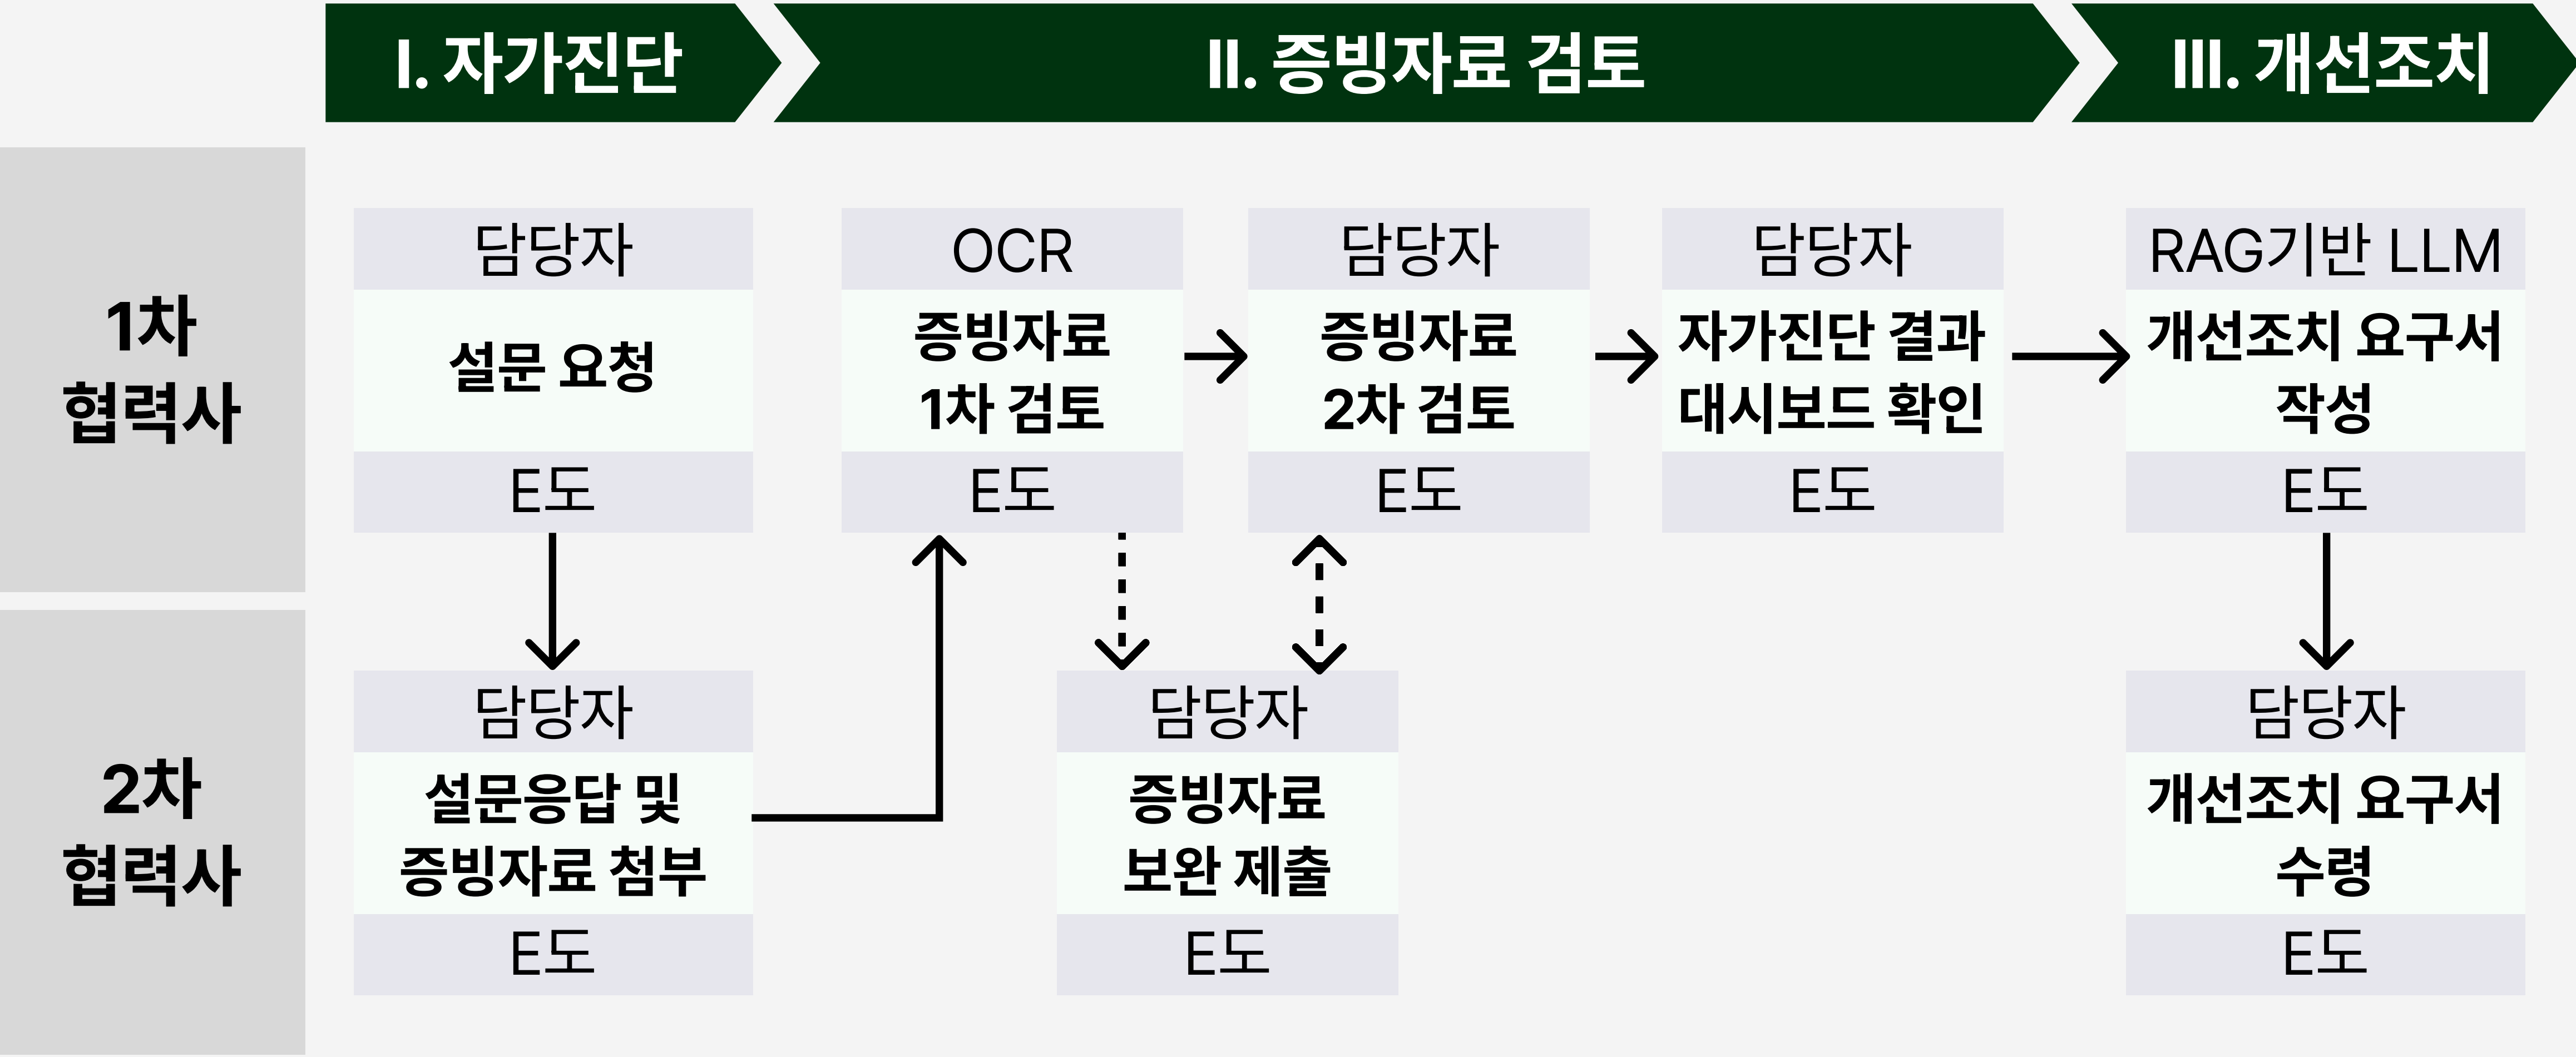 I. 자가진단
II. 증빙자료 검토
III. 개선조치
1차
협력사
담당자
설문 요청
E도
OCR
증빙자료
1차 검토
E도
담당자
증빙자료
2차 검토
E도
담당자
자가진단 결과
대시보드 확인
E도
RAG기반 LLM
개선조치 요구서
작성
E도
2차
협력사
담당자
설문응답 및
증빙자료 첨부
E도
담당자
증빙자료
보완 제출
E도
담당자
개선조치 요구서
수령
E도